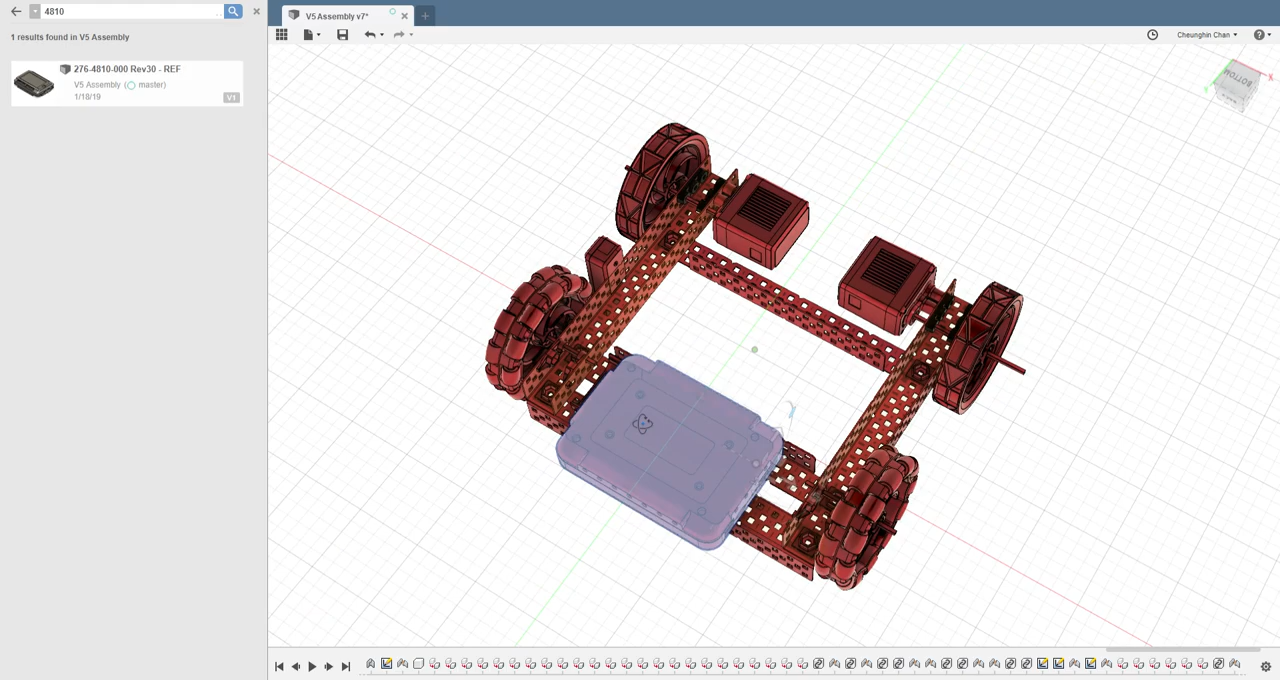 4810
V5 Assembly v7*
1 results found in V5 Assembly
Cheunghin Chan
276-4810-000 Rev30 - REF
V5 Assembly (master)
1/18/19
V1
BOTTOM
X